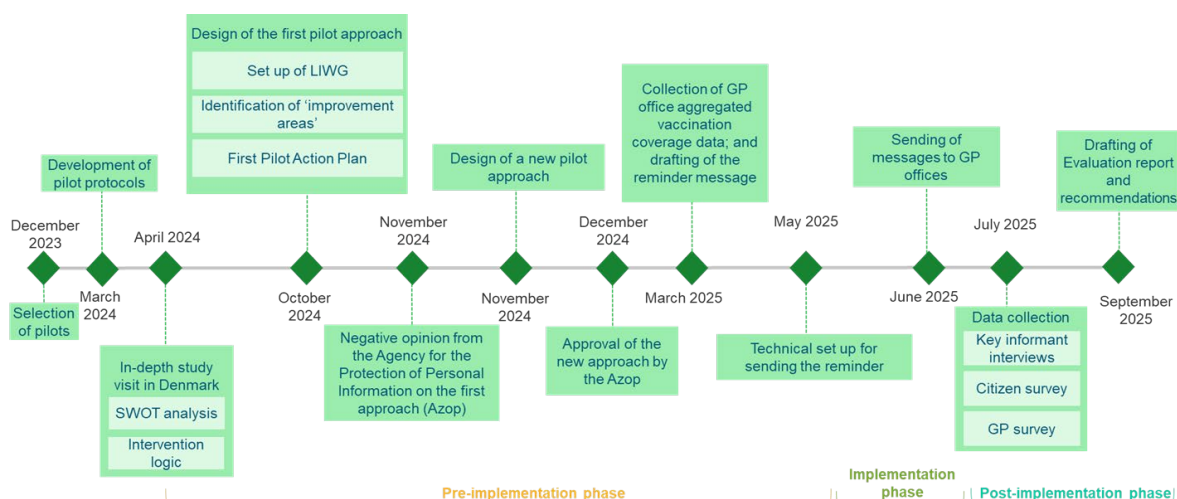 Design of the first pilot approach
Set up of LIWG
Identification of ‘improvement
areas’
First Pilot Action Plan
Development of
pilot protocols
Design of a new pilot
approach
Collection of GP
office aggregated
vaccination
coverage data; and
drafting of the
reminder message
Sending of
messages to GP
offices
Drafting of
Evaluation report
and
recommendations
December
2023
April 2024
November
2024
December
2024
May 2025
July 2025
March
2024
October
2024
November
2024
March 2025
June 2025
September
2025
Selection
of pilots
In-depth study
visit in Denmark
SWOT analysis
Intervention
logic
Negative opinion from
the Agency for the
Protection of Personal
Information on the first
approach (Azop)
Approval of the
new approach by
the Azop
Technical set up for
sending the reminder
Data collection
Key informant
interviews
Citizen survey
GP survey
Pre-implementation phase
Implementation
phase
Post-implementation phase